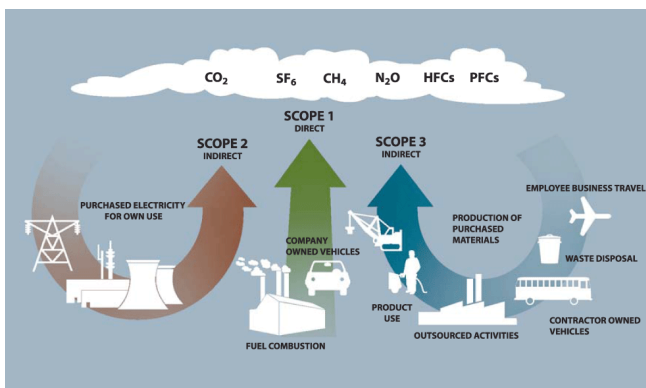 CO₂ SF₆ CH₄ N₂O HFCs PFCs
SCOPE 1
DIRECT
SCOPE 2
INDIRECT
SCOPE 3
INDIRECT
PURCHASED ELECTRICITY
FOR OWN USE
COMPANY
OWNED VEHICLES
FUEL COMBUSTION
EMPLOYEE BUSINESS TRAVEL
PRODUCTION OF
PURCHASED
MATERIALS
WASTE DISPOSAL
PRODUCT
USE
OUTSOURCED ACTIVITIES
CONTRACTOR OWNED
VEHICLES